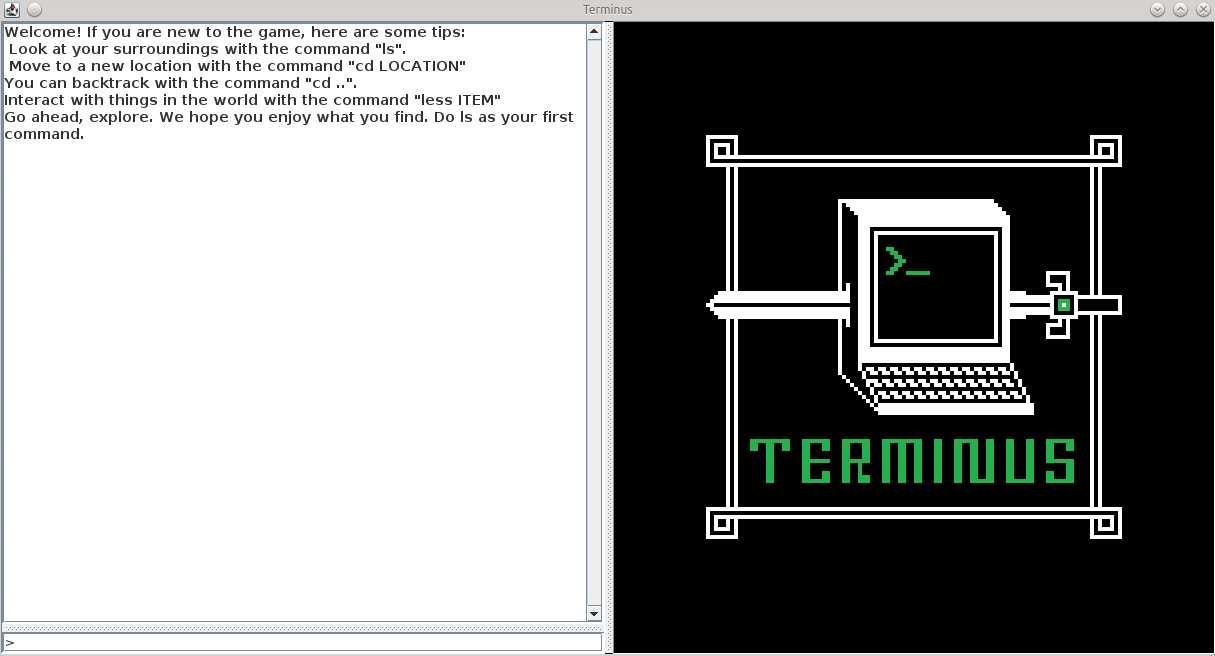 Terminus
Welcome! If you are new to the game, here are some tips:
Look at your surroundings with the command "ls".
Move to a new location with the command "cd LOCATION"
You can backtrack with the command "cd ..".
Interact with things in the world with the command "less ITEM"
Go ahead, explore. We hope you enjoy what you find. Do ls as your first
command.
>
>_
TERMINUS